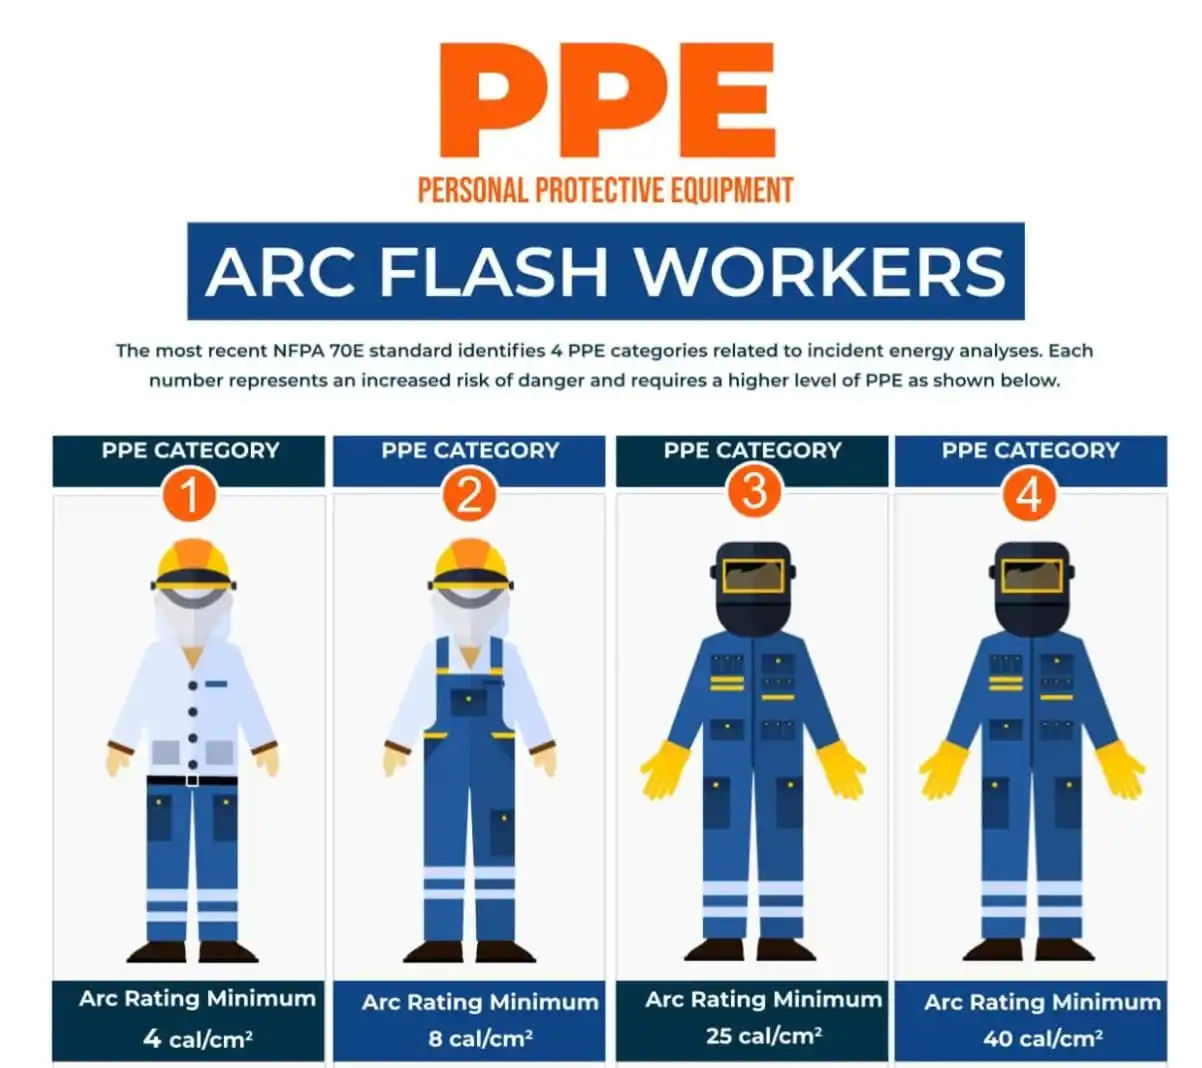 PPE
PERSONAL PROTECTIVE EQUIPMENT
ARC FLASH WORKERS
The most recent NFPA 70E standard identifies 4 PPE categories related to incident energy analyses. Each
number represents an increased risk of danger and requires a higher level of PPE as shown below.
PPE CATEGORY
1
Arc Rating Minimum
4 cal/cm²
PPE CATEGORY
2
Arc Rating Minimum
8 cal/cm²
PPE CATEGORY
3
Arc Rating Minimum
25 cal/cm²
PPE CATEGORY
4
Arc Rating Minimum
40 cal/cm²